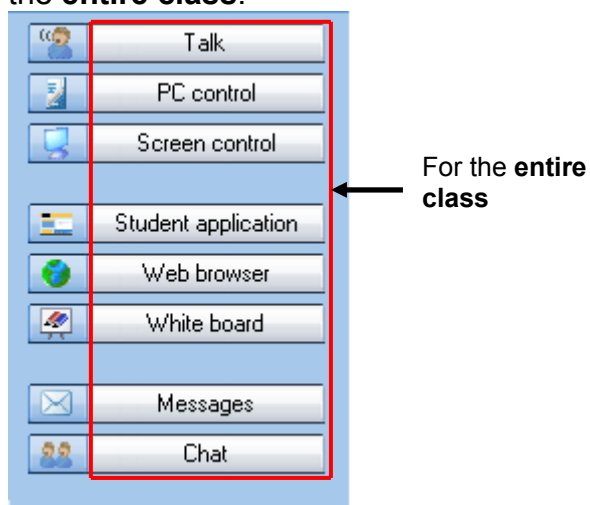 the entire class.
Talk
PC control
Screen control
For the entire
class
Student application
Web browser
White board
Messages
Chat